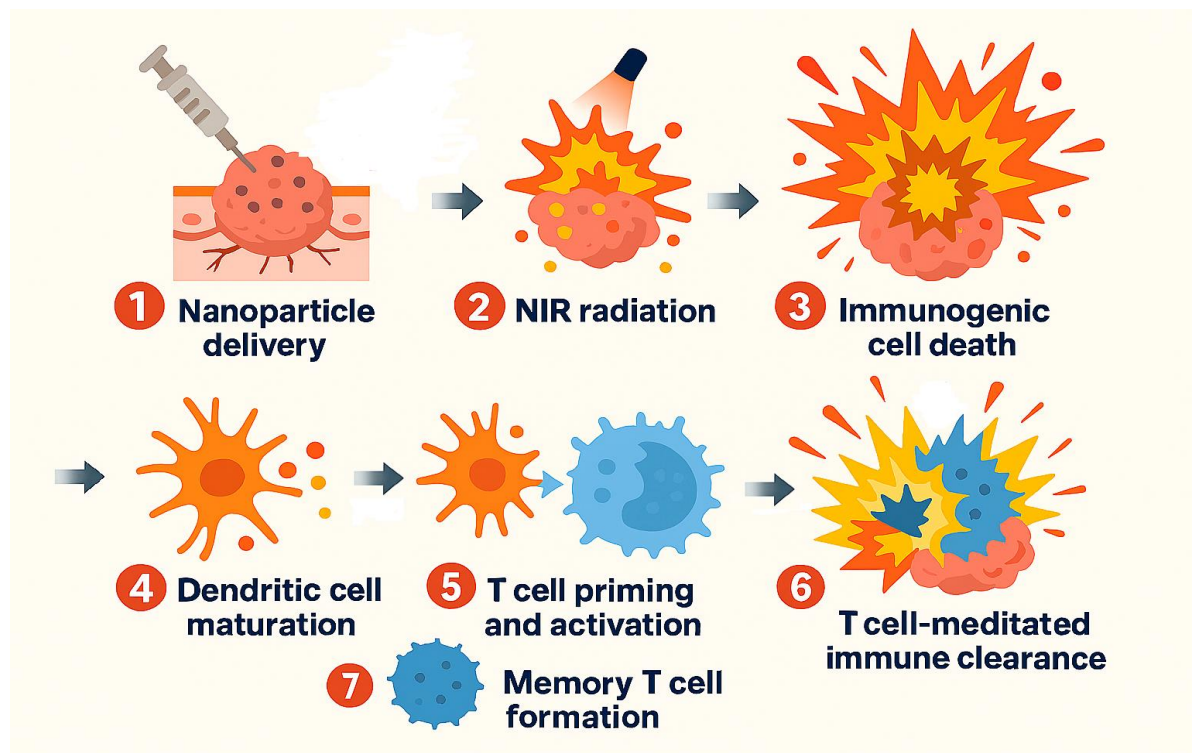 1 Nanoparticle
delivery
2 NIR radiation
3 Immunogenic
cell death
4 Dendritic cell
maturation
5 T cell priming
and activation
6
T cell-meditated
immune clearance
7 Memory T cell
formation